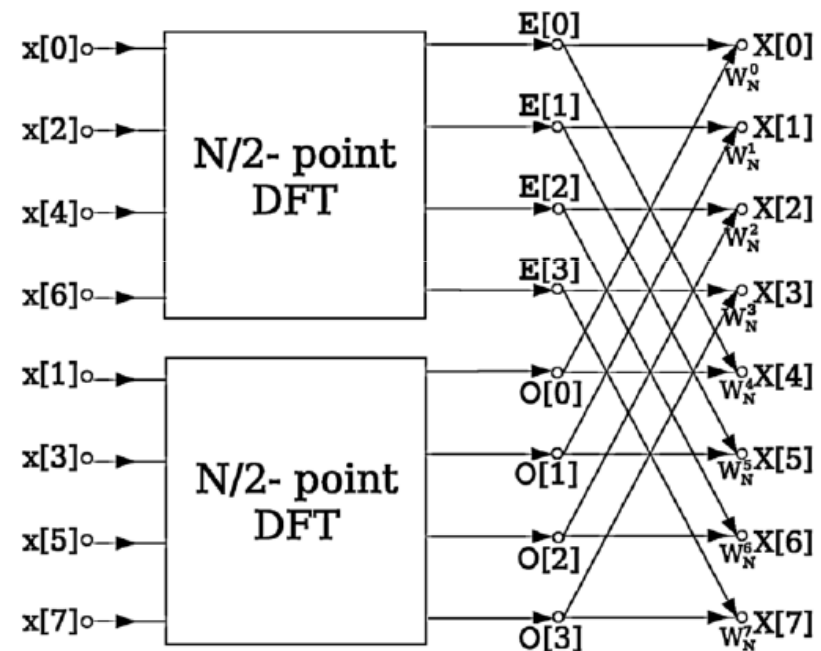 x[0]
x[2]
x[4]
x[6]
x[1]
x[3]
x[5]
x[7]
N/2- point
DFT
N/2- point
DFT
E[0]
E[1]
E[2]
E[3]
O[0]
O[1]
O[2]
O[3]
W_N^0 X[0]
W_N^1 X[1]
W_N^2 X[2]
W_N^3 X[3]
W_N^4 X[4]
W_N^5 X[5]
W_N^6 X[6]
W_N^7 X[7]